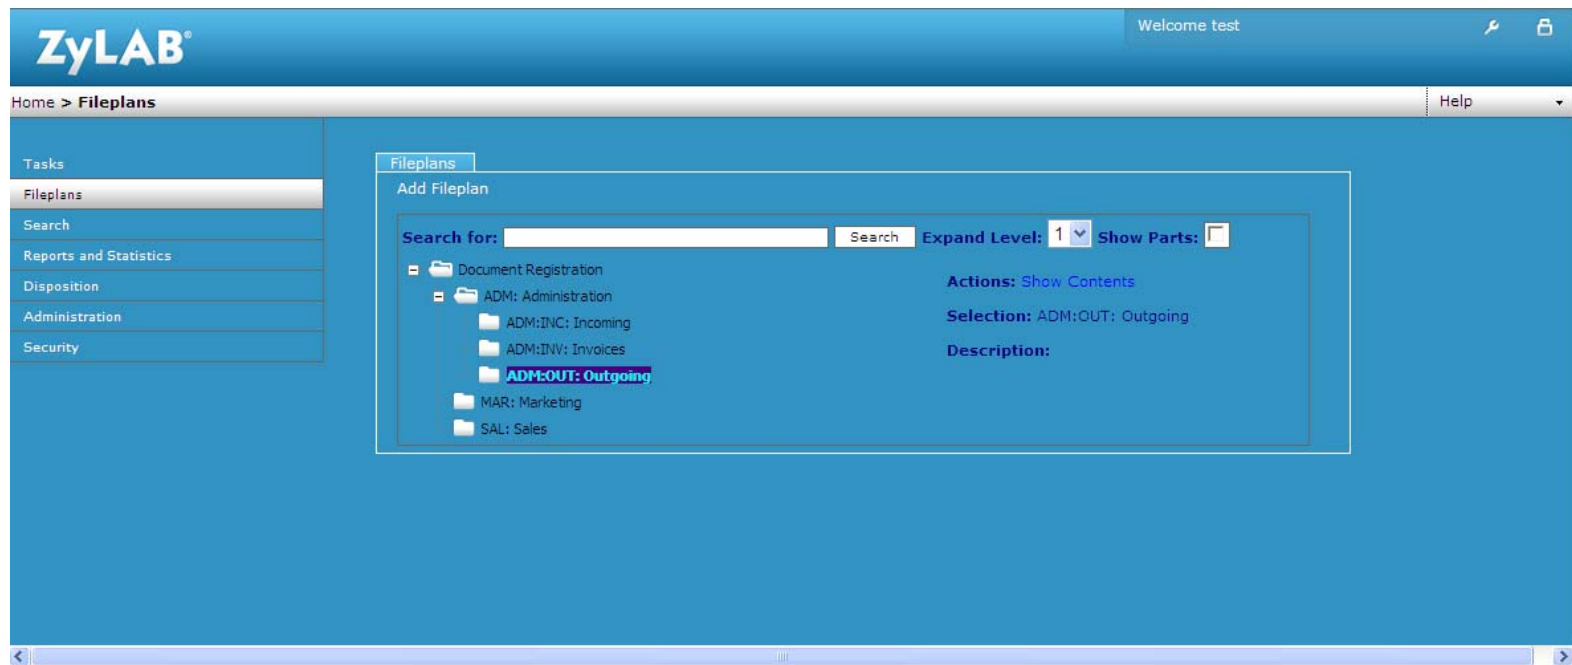 Welcome test
ZyLAB®
Home > Fileplans
Help
Tasks
Fileplans
Search
Reports and Statistics
Disposition
Administration
Security
Fileplans
Add Fileplan
Search for: Search Expand Level: 1 Show Parts:
Document Registration
ADM: Administration
ADM:INC: Incoming
ADM:INV: Invoices
ADM:OUT: Outgoing
MAR: Marketing
SAL: Sales
Actions: Show Contents
Selection: ADM:OUT: Outgoing
Description: